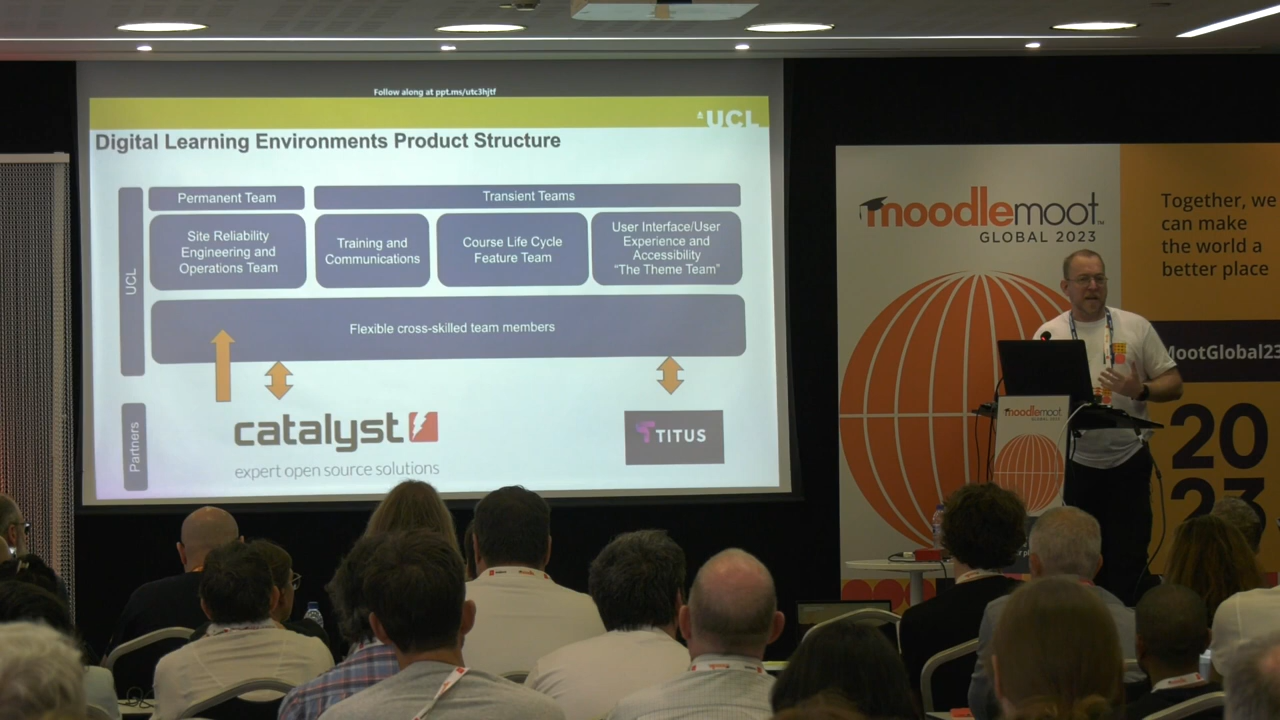 Follow along at ppt.ms/utc3hjtf
UCL
Digital Learning Environments Product Structure
UCL
Permanent Team
Transient Teams
Site Reliability
Engineering and
Operations Team
Training and
Communications
Course Life Cycle
Feature Team
User Interface/User
Experience and
Accessibility
“The Theme Team”
Flexible cross-skilled team members
Partners
catalyst
expert open source solutions
TITUS
moodlemoot™
GLOBAL 2023
Together, we
can make
the world a
better place
MootGlobal23
20
23
moodlemoot
GLOBAL 2023